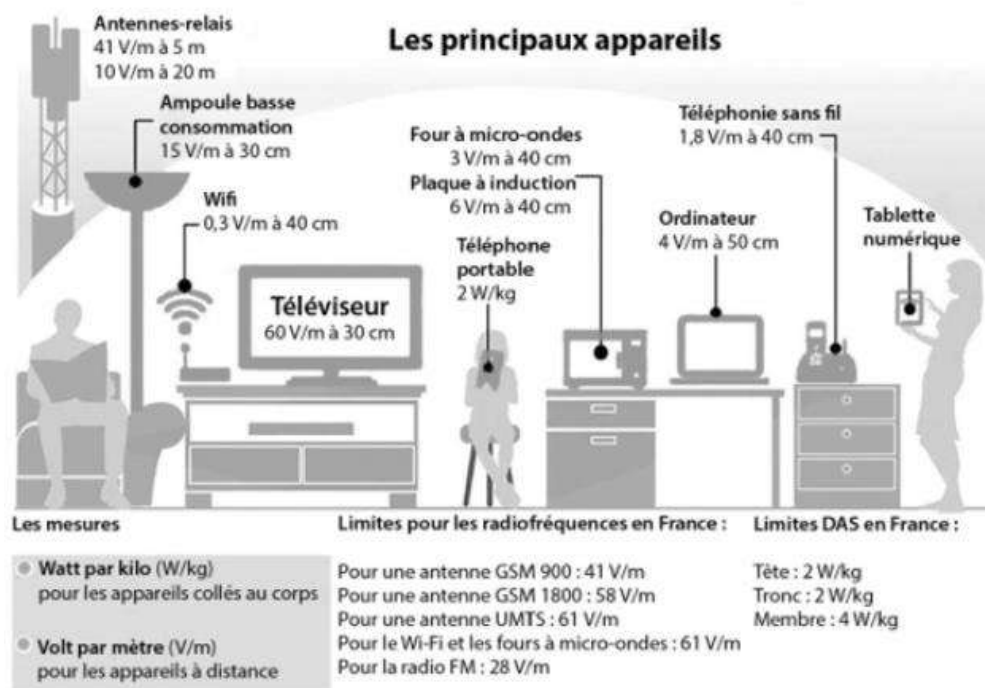 Les principaux appareils
Antennes-relais
41 V/m à 5 m
10 V/m à 20 m
Ampoule basse
consommation
15 V/m à 30 cm
Wifi
0,3 V/m à 40 cm
Téléviseur
60 V/m à 30 cm
Four à micro-ondes
3 V/m à 40 cm
Plaque à induction
6 V/m à 40 cm
Téléphone
portable
2 W/kg
Ordinateur
4 V/m à 50 cm
Téléphonie sans fil
1,8 V/m à 40 cm
Tablette
numérique
Les mesures
Watt par kilo (W/kg)
pour les appareils collés au corps
Volt par mètre (V/m)
pour les appareils à distance
Limites pour les radiofréquences en France :
Pour une antenne GSM 900 : 41 V/m
Pour une antenne GSM 1800 : 58 V/m
Pour une antenne UMTS : 61 V/m
Pour le Wi-Fi et les fours à micro-ondes : 61 V/m
Pour la radio FM : 28 V/m
Limites DAS en France :
Tête : 2 W/kg
Tronc : 2 W/kg
Membre : 4 W/kg